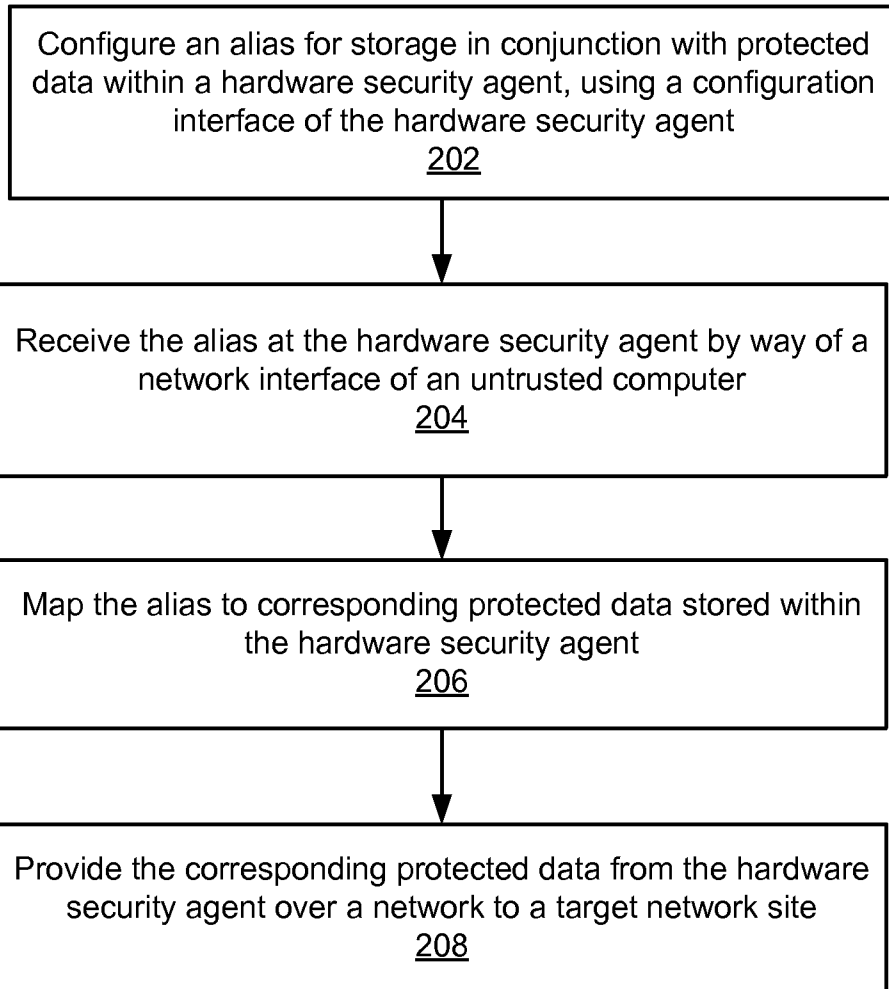 Configure an alias for storage in conjunction with protected
data within a hardware security agent, using a configuration
interface of the hardware security agent
202
Receive the alias at the hardware security agent by way of a
network interface of an untrusted computer
204
Map the alias to corresponding protected data stored within
the hardware security agent
206
Provide the corresponding protected data from the hardware
security agent over a network to a target network site
208